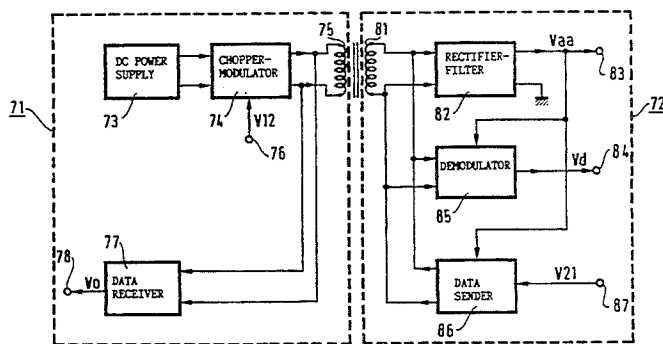 75
81
DC POWER
SUPPLY
73
CHOPPER-
MODULATOR
74
V12
76
71
RECTIFIER-
FILTER
82
Vaa
83
72
DEMODULATOR
85
Vd
84
77
78
Vo
DATA
RECEIVER
DATA
SENDER
86
V21
87